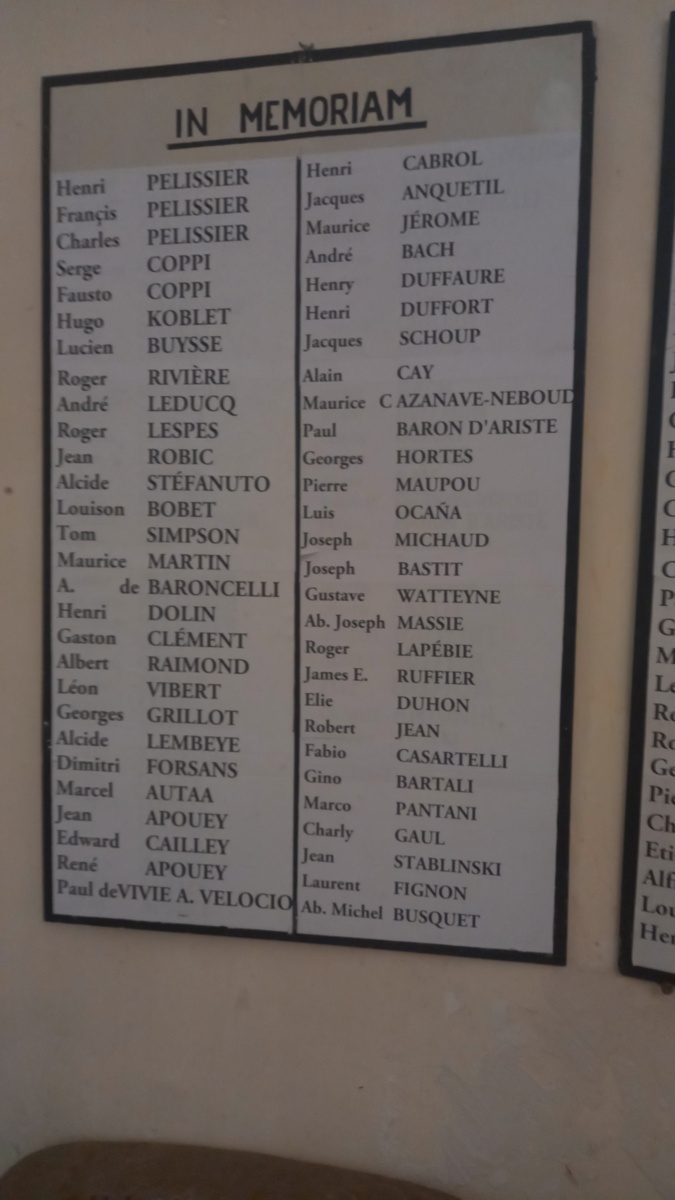 IN MEMORIAM
Henri PELISSIER
Françis PELISSIER
Charles PELISSIER
Serge COPPI
Fausto COPPI
Hugo KOBLET
Lucien BUYSSE
Roger RIVIÈRE
André LEDUCQ
Roger LESPES
Jean ROBIC
Alcide STÉFANUTO
Louison BOBET
Tom SIMPSON
Maurice MARTIN
A. de BARONCELLI
Henri DOLIN
Gaston CLÉMENT
Albert RAIMOND
Léon VIBERT
Georges GRILLOT
Alcide LEMBEYE
Dimitri FORSANS
Marcel AUTAA
Jean APOUEY
Edward CAILLEY
René APOUEY
Paul deVIVIE A. VELOCIO
Henri CABROL
Jacques ANQUETIL
Maurice JÉROME
André BACH
Henry DUFFAURE
Henri DUFFORT
Jacques SCHOUP
Alain CAY
Maurice C AZANAVE-NEBOUD
Paul BARON D'ARISTE
Georges HORTES
Pierre MAUPOU
Luis OCAÑA
Joseph MICHAUD
Joseph BASTIT
Gustave WATTEYNE
Ab. Joseph MASSIE
Roger LAPÉBIE
James E. RUFFIER
Elie DUHON
Robert JEAN
Fabio CASARTELLI
Gino BARTALI
Marco PANTANI
Charly GAUL
Jean STABLINSKI
Laurent FIGNON
Ab. Michel BUSQUET